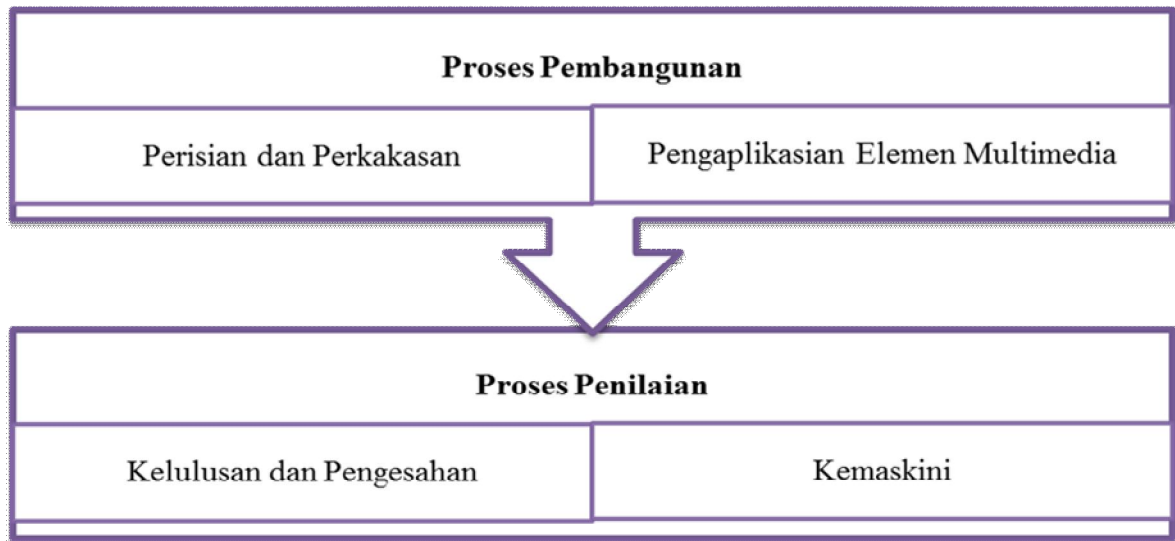 Proses Pembangunan
Perisian dan Perkakasan
Pengaplikasian Elemen Multimedia
Proses Penilaian
Kelulusan dan Pengesahan
Kemaskini